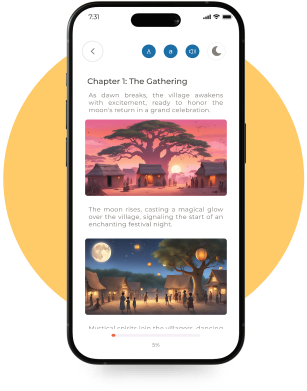 7:31
A
a
Chapter 1: The Gathering
As dawn breaks, the village awakens
with excitement, ready to honor the
moon's return in a grand celebration.
The moon rises, casting a magical glow
over the village, signaling the start of an
enchanting festival night.
Mystical spirits join the villagers, dancing
5%